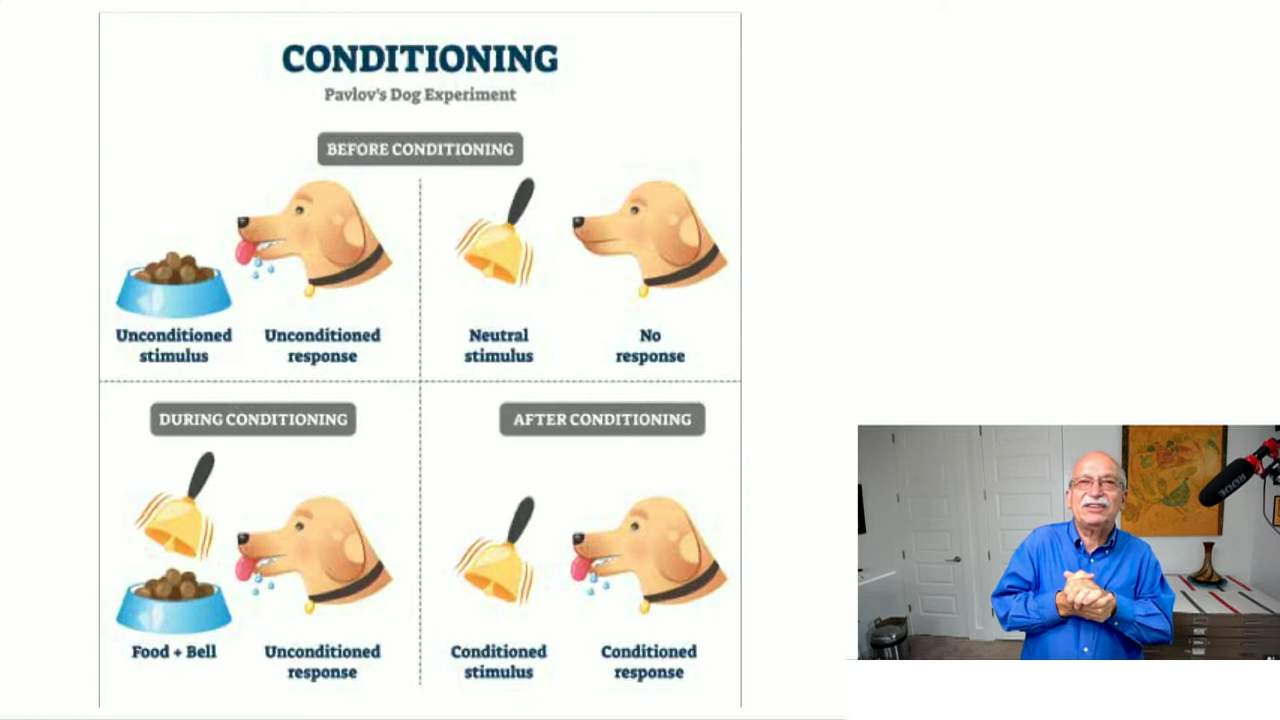 CONDITIONING
Pavlov's Dog Experiment
BEFORE CONDITIONING
Unconditioned
stimulus
Unconditioned
response
Neutral
stimulus
No
response
DURING CONDITIONING
Food + Bell
Unconditioned
response
AFTER CONDITIONING
Conditioned
stimulus
Conditioned
response
RODE